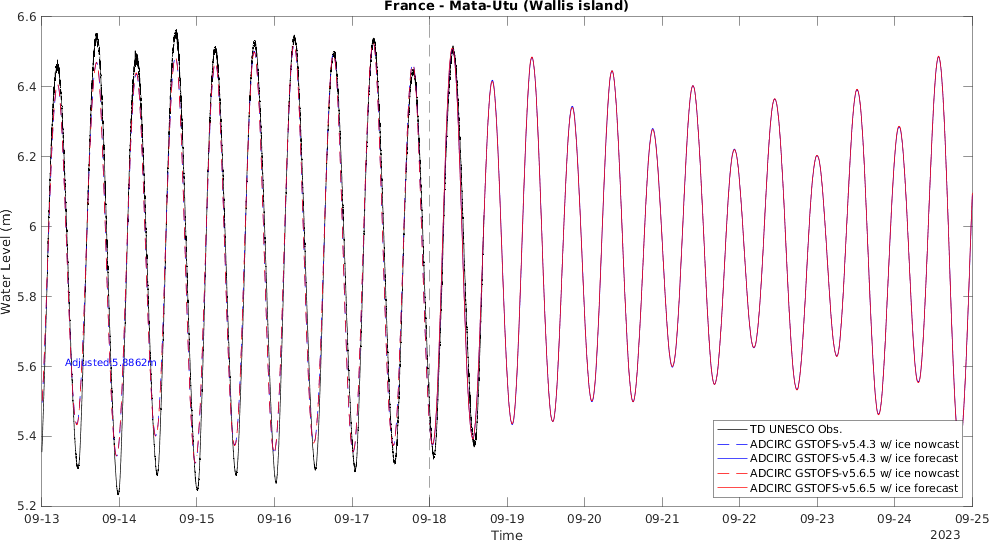 France - Mata-Utu (Wallis island)
6.6
6.4
6.2
6
5.8
5.6
5.4
5.2
Water Level (m)
Adjusted 5.8862m
TD UNESCO Obs.
ADCIRC GSTOFS-v5.4.3 w/ ice nowcast
ADCIRC GSTOFS-v5.4.3 w/ ice forecast
ADCIRC GSTOFS-v5.6.5 w/ ice nowcast
ADCIRC GSTOFS-v5.6.5 w/ ice forecast
09-13 09-14 09-15 09-16 09-17 09-18 09-19 09-20 09-21 09-22 09-23 09-24 09-25
Time
2023